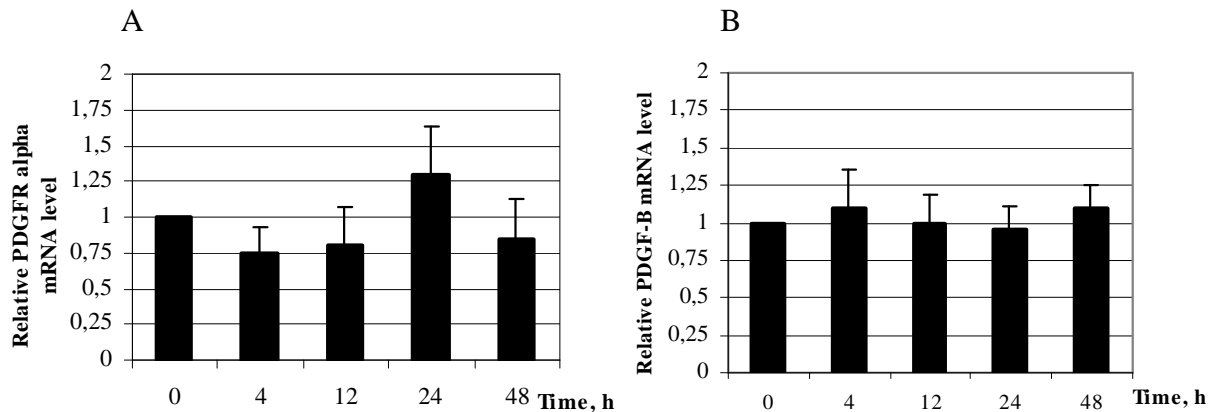 A
Relative PDGFR alpha
mRNA level
2
1,75
1,5
1,25
1
0,75
0,5
0,25
0
0 4 12 24 48 Time, h
B
Relative PDGF-B mRNA level
2
1,75
1,5
1,25
1
0,75
0,5
0,25
0
0 4 12 24 48 Time, h